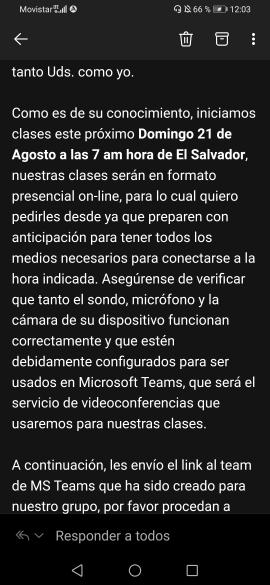 Movistar 66 % 12:03
tanto Uds. como yo.
Como es de su conocimiento, iniciamos
clases este próximo Domingo 21 de
Agosto a las 7 am hora de El Salvador,
nuestras clases serán en formato
presencial on-line, para lo cual quiero
pedirles desde ya que preparen con
anticipación para tener todos los
medios necesarios para conectarse a la
hora indicada. Asegúrense de verificar
que tanto el sondo, micrófono y la
cámara de su dispositivo funcionan
correctamente y que estén
debidamente configurados para ser
usados en Microsoft Teams, que será el
servicio de videoconferencias que
usaremos para nuestras clases.
A continuación, les envío el link al team
de MS Teams que ha sido creado para
nuestro grupo, por favor procedan a
Responder a todos